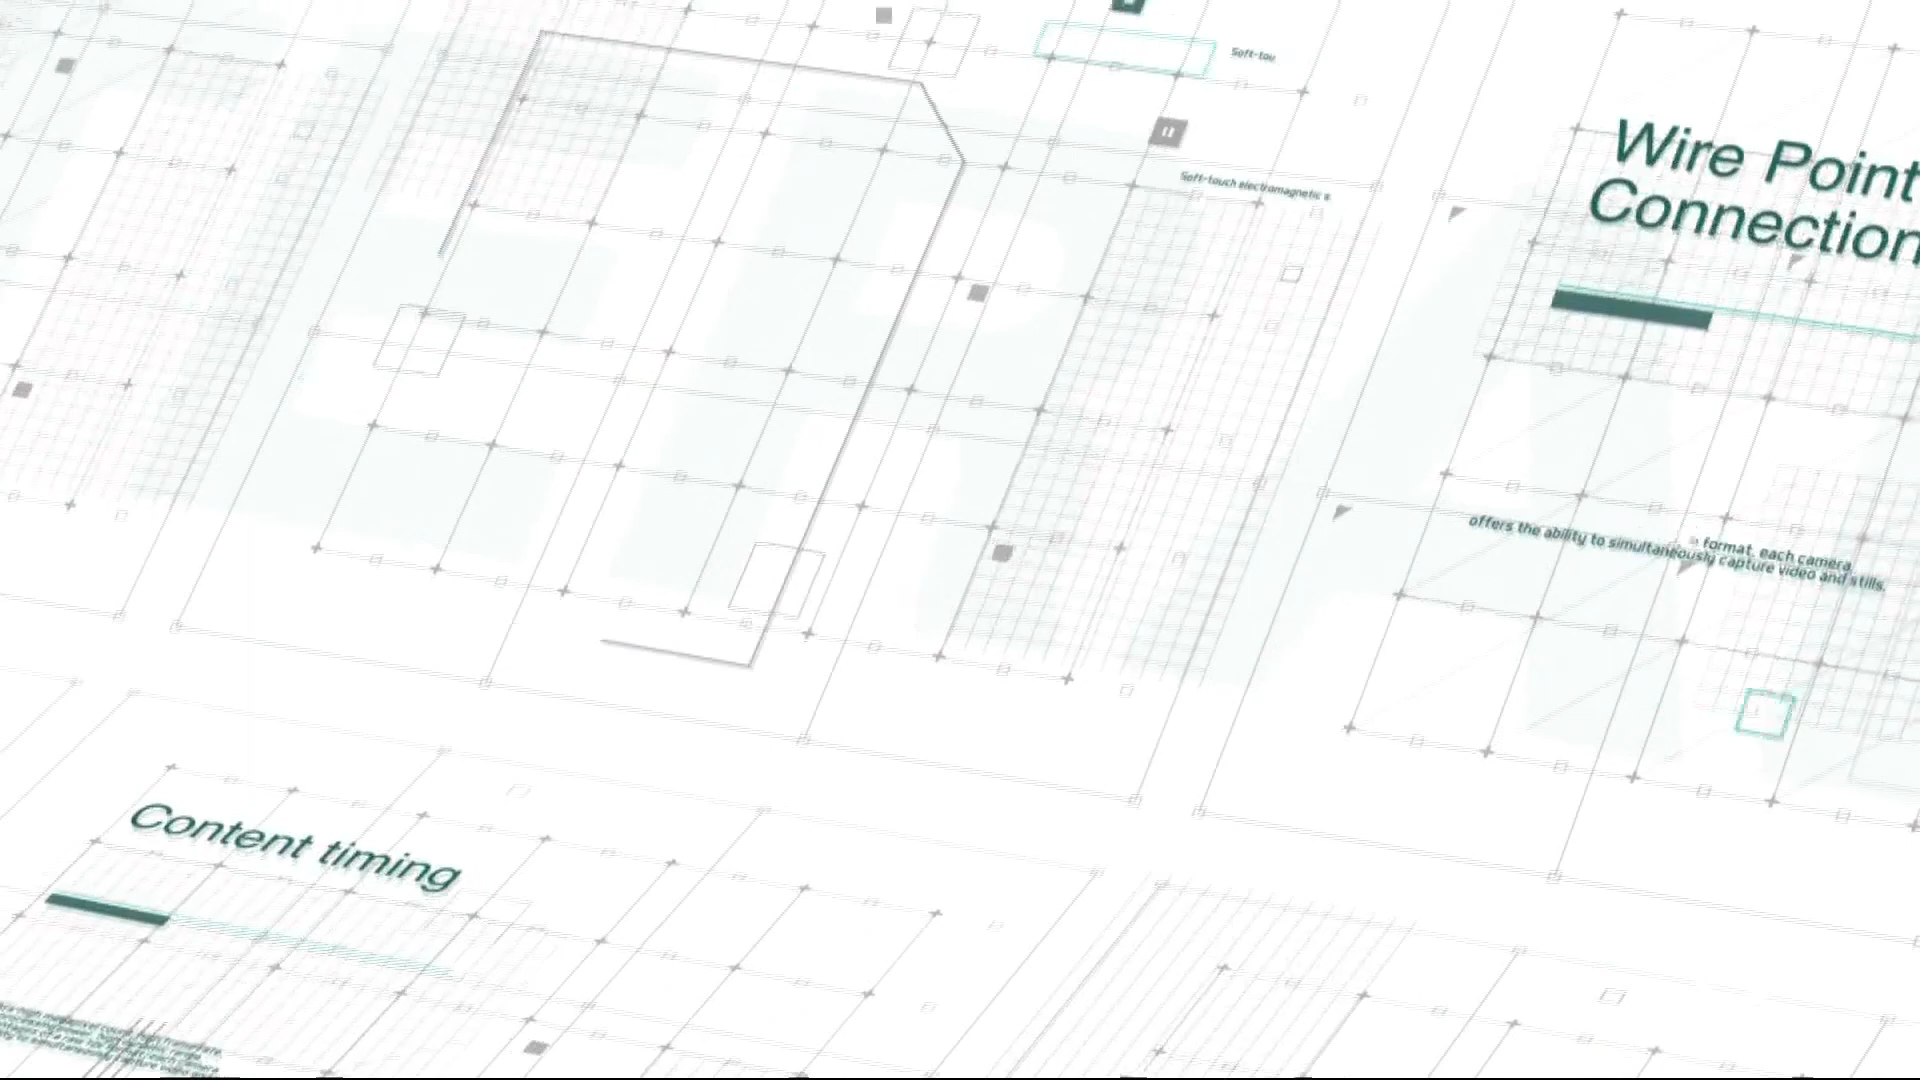 Soft-tou
Soft-touch electromagnetic s
Wire Point
Connection
format, each camera
offers the ability to simultaneously capture video and stills.
Content timing